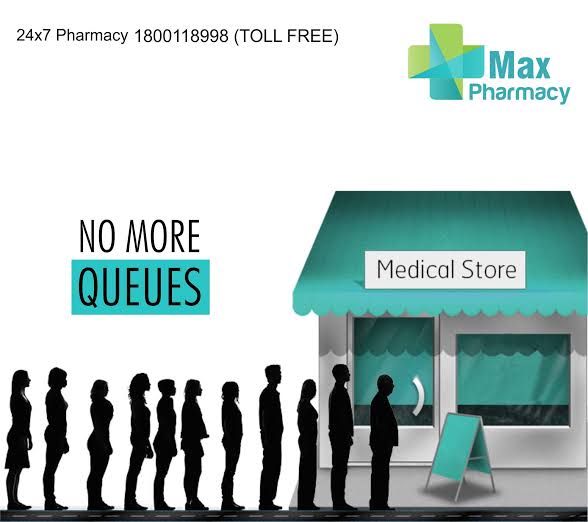 24x7 Pharmacy 1800118998 (TOLL FREE)
Max
Pharmacy
NO MORE
QUEUES
Medical Store